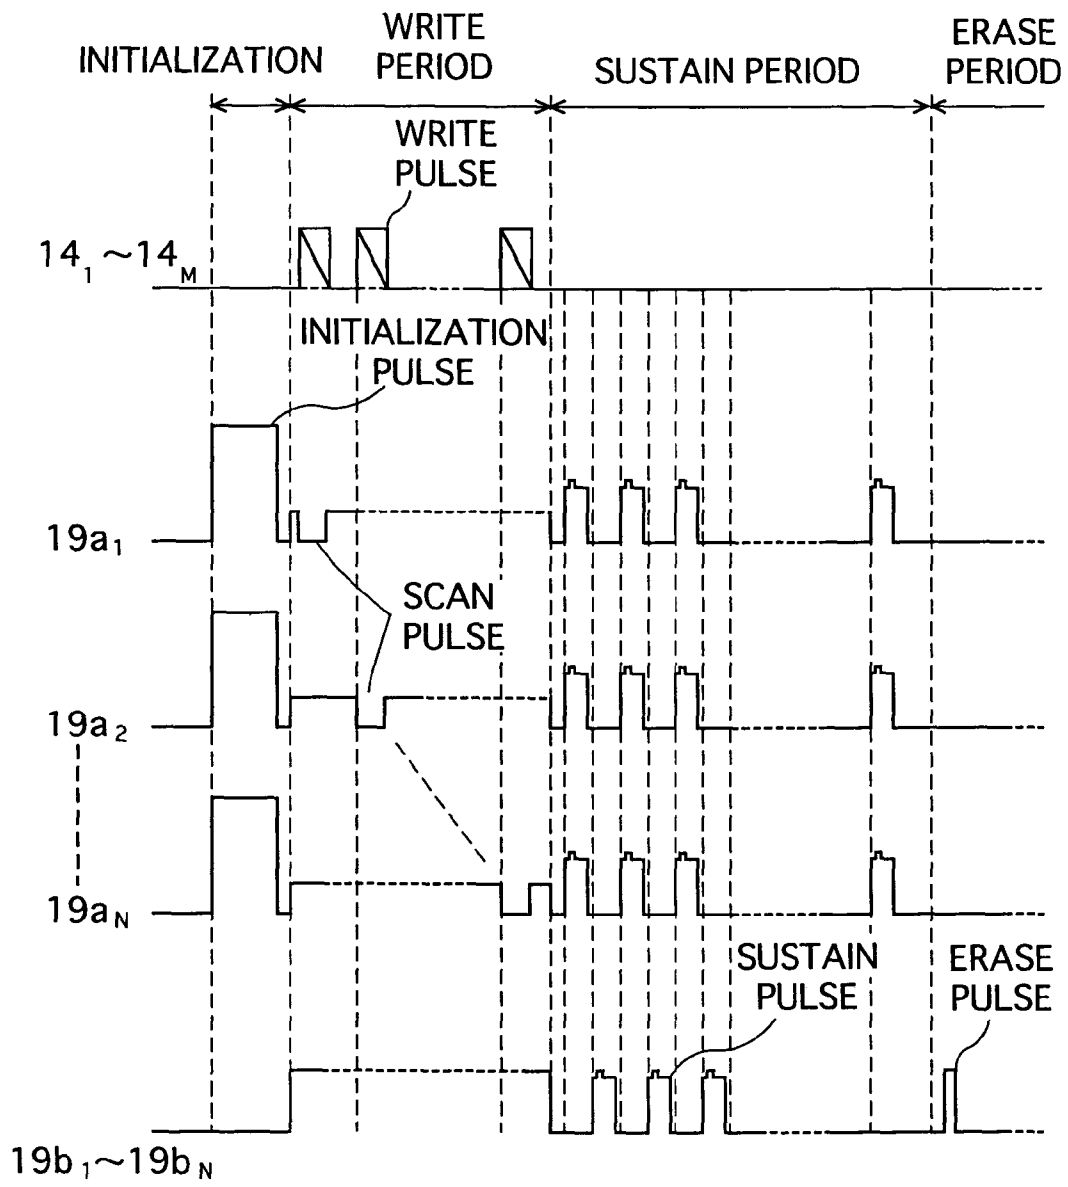 INITIALIZATION
WRITE
PERIOD
SUSTAIN PERIOD
ERASE
PERIOD
WRITE
PULSE
14₁～14M
INITIALIZATION
PULSE
19a₁
SCAN
PULSE
19a₂
19aN
SUSTAIN
PULSE
ERASE
PULSE
19b₁～19bN